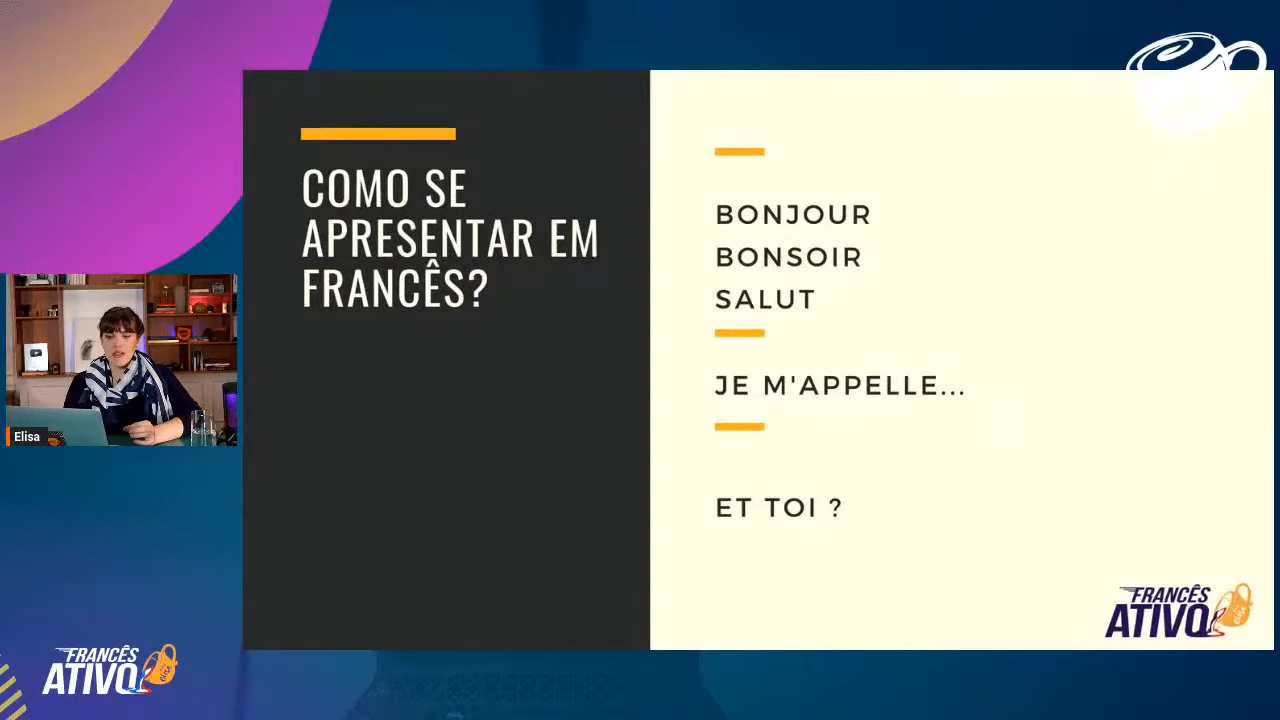 COMO SE
APRESENTAR EM
FRANCÊS?
BONJOUR
BONSOIR
SALUT
JE M'APPELLE...
ET TOI ?
Elisa
FRANCÊS
ATIVO
FRANCÊS
ATIVO